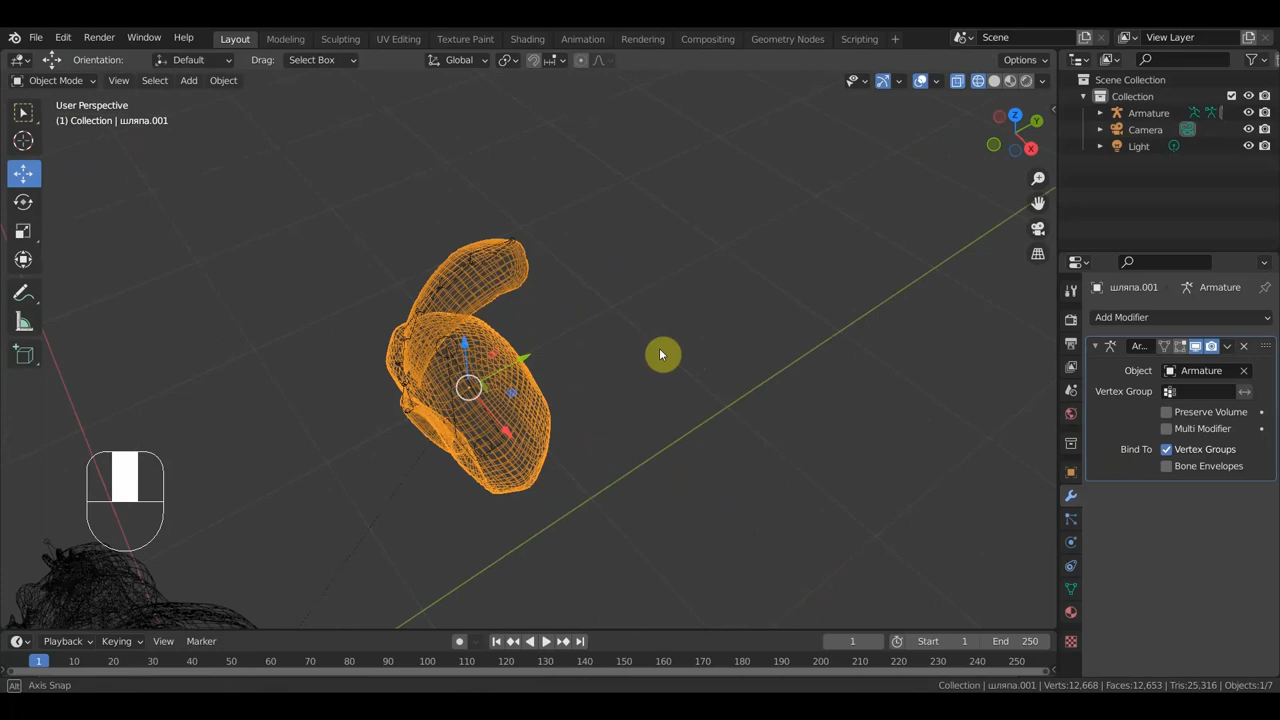 File Edit Render Window Help Layout Modeling Sculpting UV Editing Texture Paint Shading Animation Rendering Compositing Geometry Nodes Scripting + Scene View Layer
Orientation: Default Drag: Select Box Global Options
Object Mode View Select Add Object
User Perspective
(1) Collection | шляпа.001
Z
Y
X
Scene Collection
Collection
Armature
Camera
Light
шляпа.001 Armature
Add Modifier
Ar...
Object Armature
Vertex Group
Preserve Volume
Multi Modifier
Bind To Vertex Groups
Bone Envelopes
Playback Keying View Marker 1 Start 1 End 250
1 10 20 30 40 50 60 70 80 90 100 110 120 130 140 150 160 170 180 190 200 210 220 230 240 250
Alt Axis Snap Collection | шляпа.001 | Verts:12,668 | Faces:12,653 | Tris:25,316 | Objects:1/7